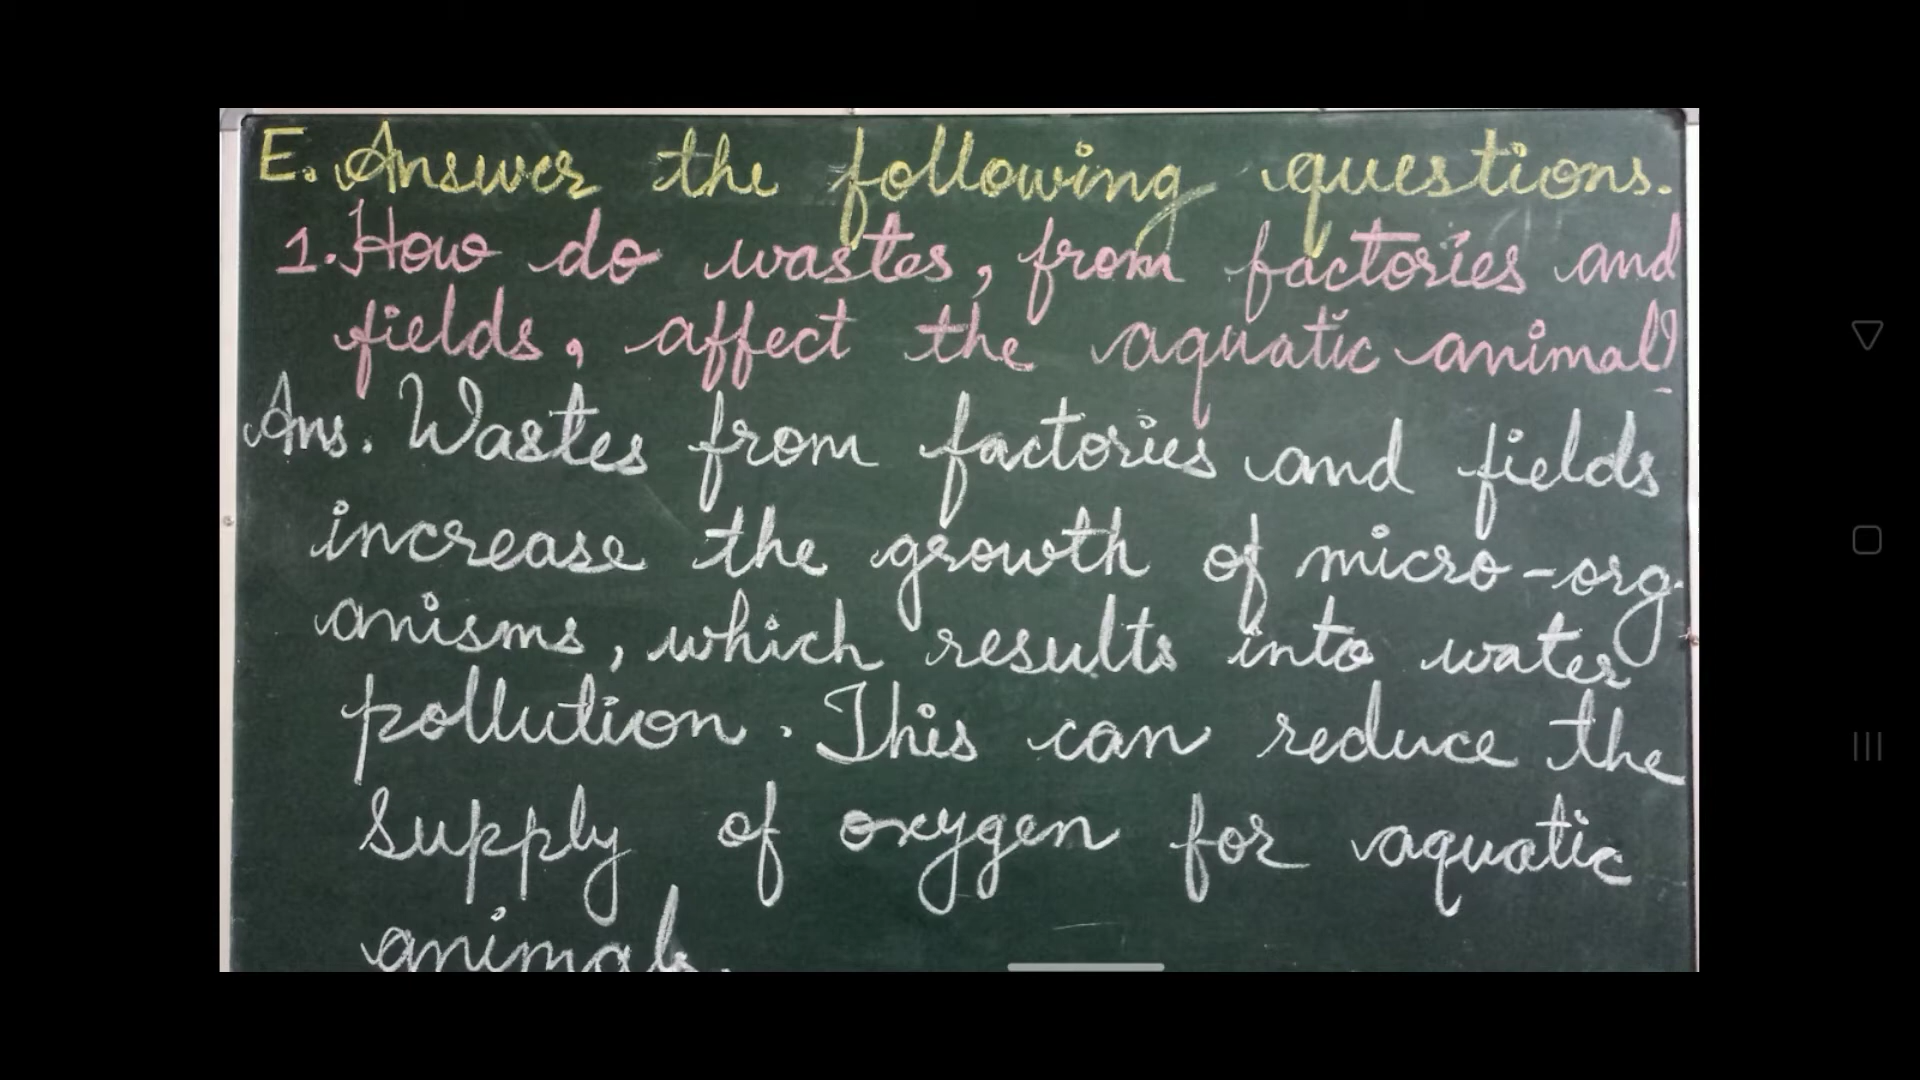 E. Answer the following questions.
1. How do wastes, from factories and
fields, affect the aquatic animal?
Ans. Wastes from factories and fields
increase the growth of micro-org-
anisms, which results into water
pollution. This can reduce the
supply of oxygen for aquatic
animals.